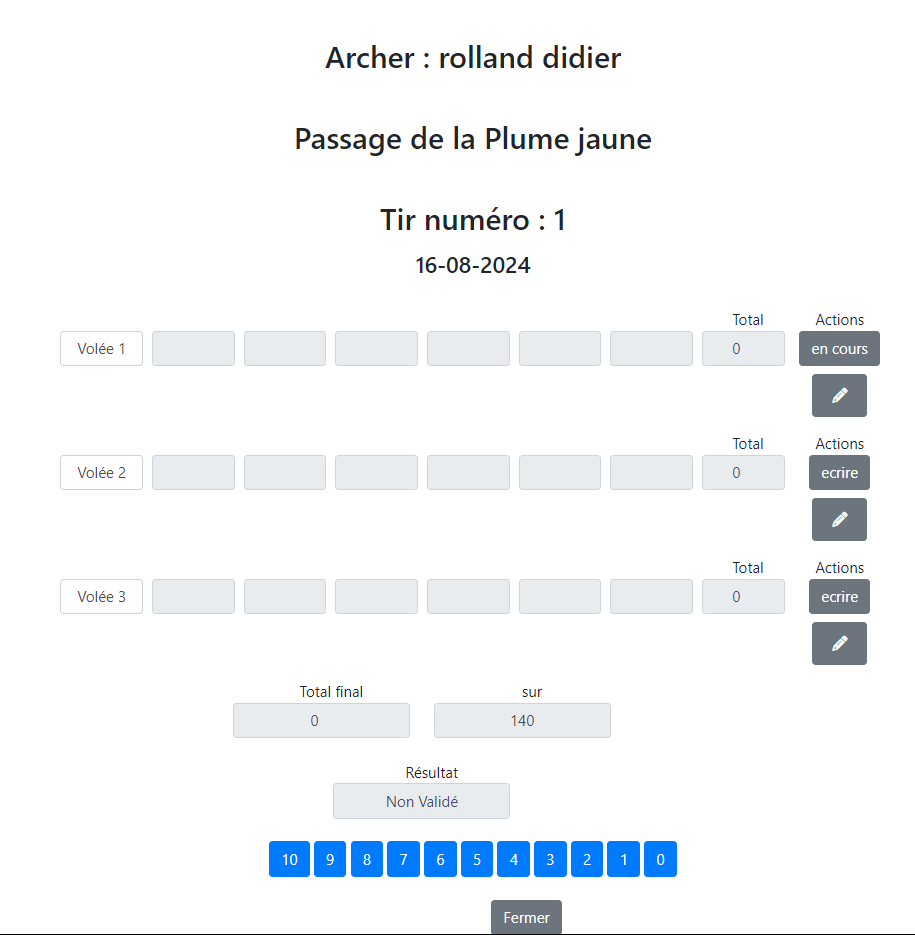 Archer : rolland didier
Passage de la Plume jaune
Tir numéro : 1
16-08-2024
Total Actions
Volée 1 0 en cours
Total Actions
Volée 2 0 ecrire
Total Actions
Volée 3 0 ecrire
Total final sur
0 140
Résultat
Non Validé
10 9 8 7 6 5 4 3 2 1 0
Fermer